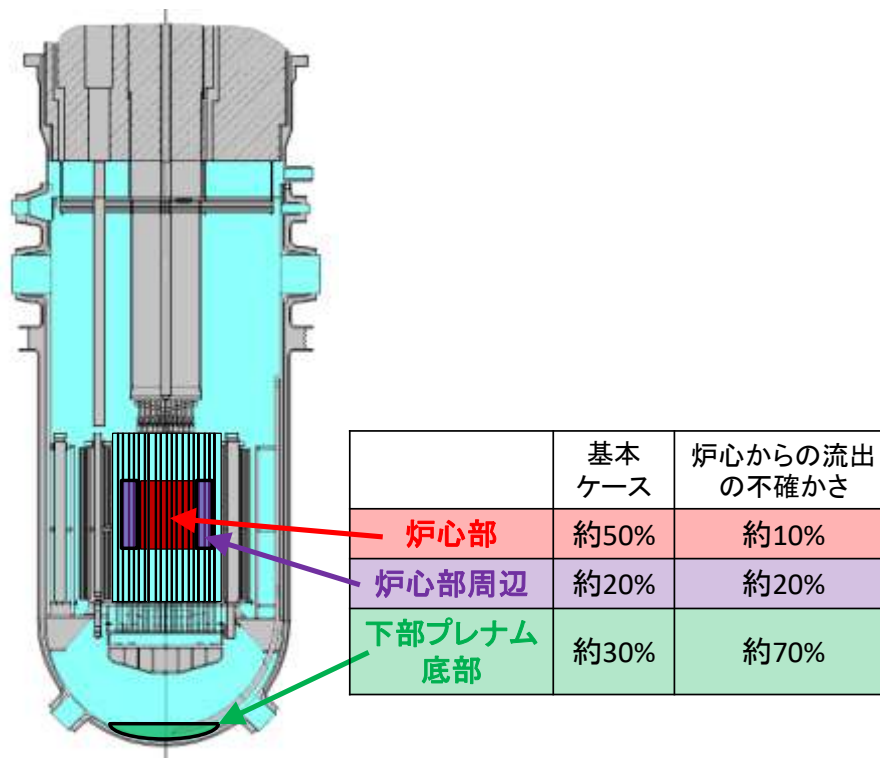 基本
ケース
炉心からの流出
の不確かさ
炉心部
約50%
約10%
炉心部周辺
約20%
約20%
下部プレナム
底部
約30%
約70%